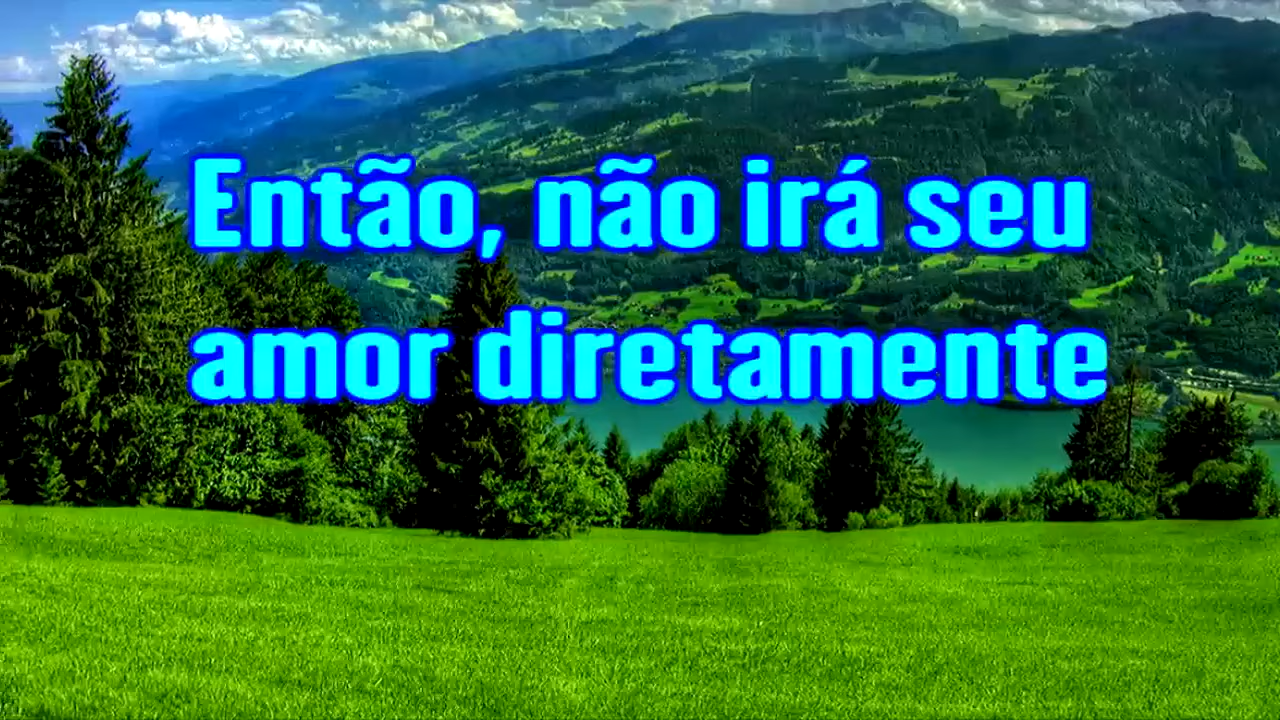 Então, não irá seu
amor diretamente